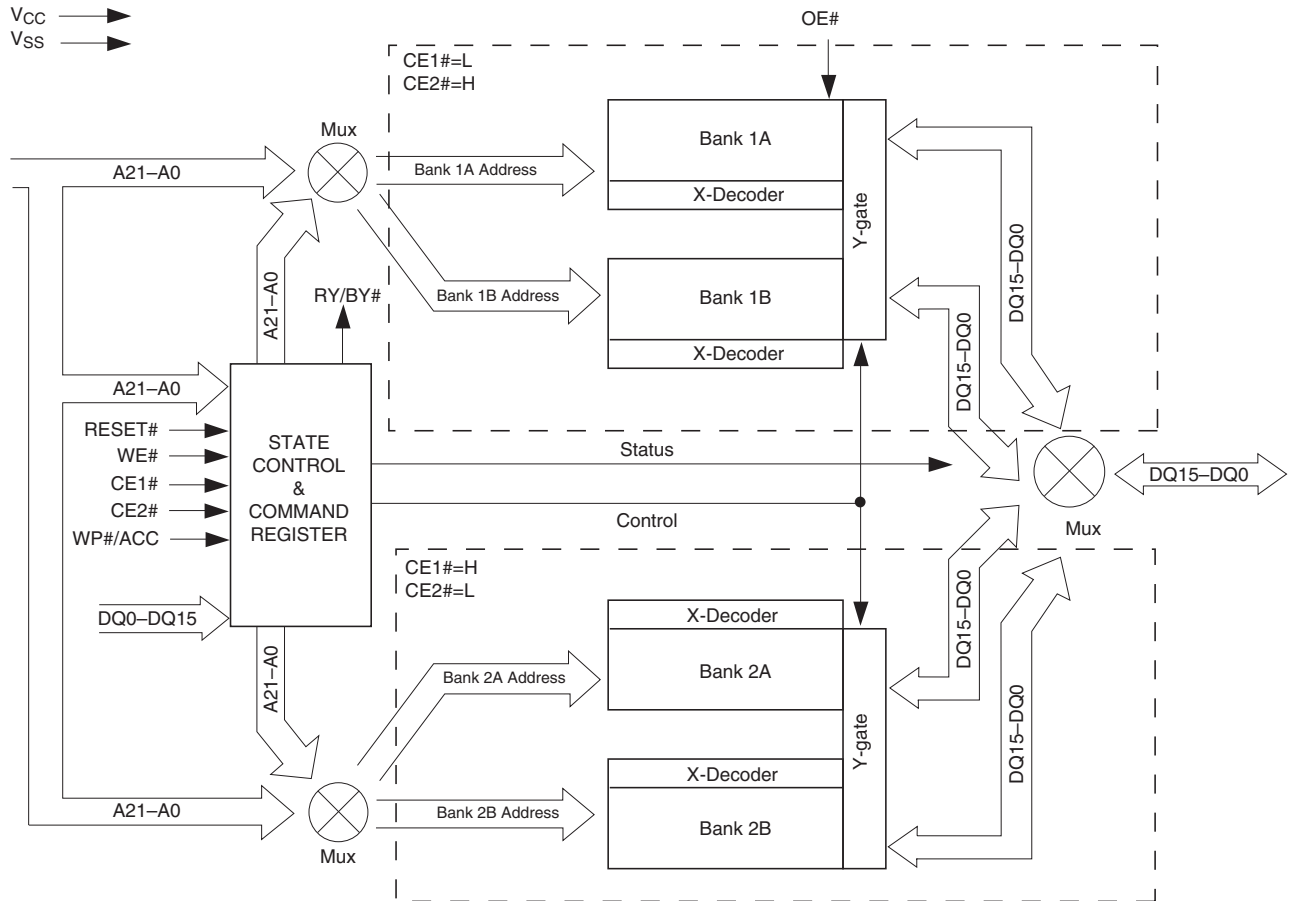 VCC
VSS
OE#
CE1#=L
CE2#=H
Mux
A21–A0
Bank 1A Address
Bank 1A
X-Decoder
Y-gate
DQ15–DQ0
A21–A0
RY/BY#
Bank 1B Address
Bank 1B
X-Decoder
DQ15–DQ0
A21–A0
RESET#
WE#
CE1#
CE2#
WP#/ACC
DQ0–DQ15
STATE
CONTROL
&
COMMAND
REGISTER
Status
Control
DQ15–DQ0
Mux
CE1#=H
CE2#=L
A21–A0
Bank 2A Address
X-Decoder
Bank 2A
Y-gate
DQ15–DQ0
DQ15–DQ0
A21–A0
Mux
Bank 2B Address
X-Decoder
Bank 2B